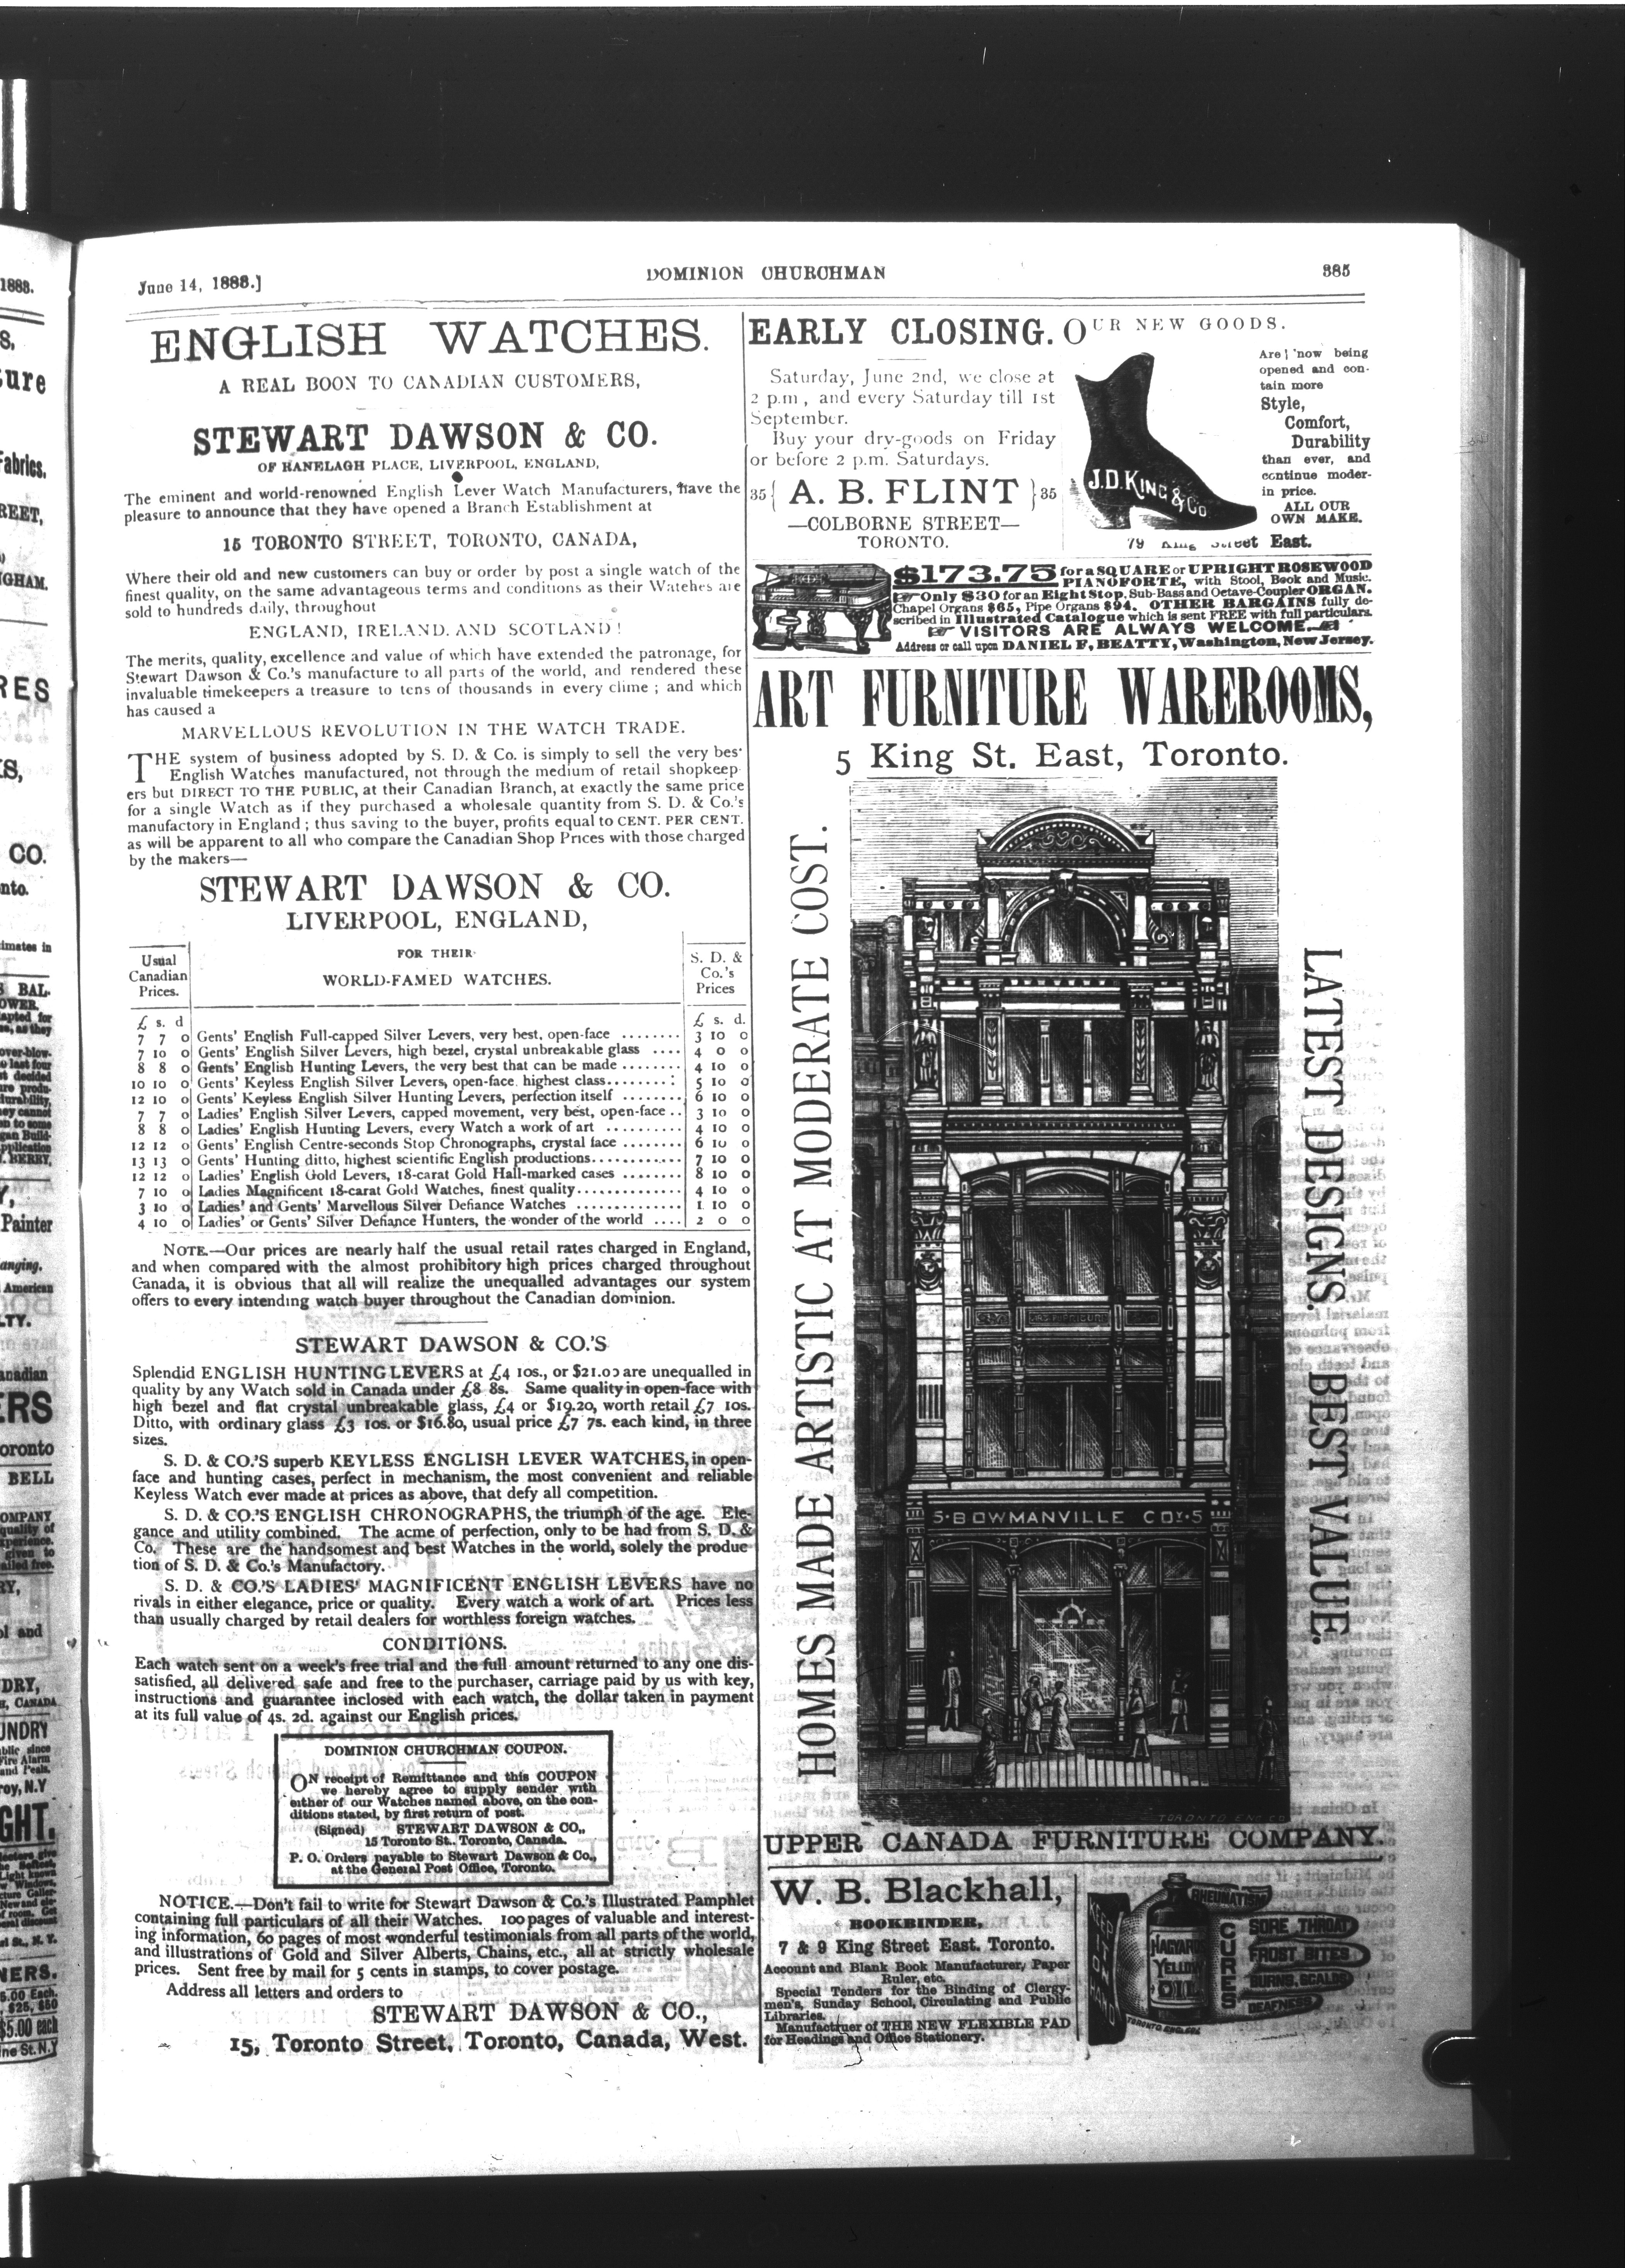 June 14, 1888.]
DOMINION CHURCHMAN
385
ENGLISH WATCHES.
A REAL BOON TO CANADIAN CUSTOMERS,
STEWART DAWSON & CO.
OF RANELAGH PLACE, LIVERPOOL, ENGLAND,
The eminent and world-renowned English Lever Watch Manufacturers, have the
pleasure to announce that they have opened a Branch Establishment at
15 TORONTO STREET, TORONTO, CANADA,
Where their old and new customers can buy or order by post a single watch of the
finest quality, on the same advantageous terms and conditions as their Watches are
sold to hundreds daily, throughout
ENGLAND, IRELAND. AND SCOTLAND!
The merits, quality, excellence and value of which have extended the patronage, for
Stewart Dawson & Co.'s manufacture to all parts of the world, and rendered these
invaluable timekeepers a treasure to tens of thousands in every clime ; and which
has caused a
MARVELLOUS REVOLUTION IN THE WATCH TRADE.
THE system of business adopted by S. D. & Co. is simply to sell the very bes'
English Watches manufactured, not through the medium of retail shopkeep
ers but DIRECT TO THE PUBLIC, at their Canadian Branch, at exactly the same price
for a single Watch as if they purchased a wholesale quantity from S. D. & Co.'s
manufactory in England ; thus saving to the buyer, profits equal to CENT. PER CENT.
as will be apparent to all who compare the Canadian Shop Prices with those charged
by the makers—
STEWART DAWSON & CO.
LIVERPOOL, ENGLAND,
Usual
Canadian
Prices.
FOR THEIR
WORLD-FAMED WATCHES.
S. D. &
Co.'s
Prices
£ s. d £ s. d.
7 7 0 Gents' English Full-capped Silver Levers, very best, open-face ........ 3 10 0
7 10 0 Gents' English Silver Levers, high bezel, crystal unbreakable glass .... 4 0 0
8 8 0 Gents' English Hunting Levers, the very best that can be made ........ 4 10 0
10 10 0 Gents' Keyless English Silver Levers, open-face. highest class........: 5 10 0
12 10 0 Gents' Keyless English Silver Hunting Levers, perfection itself ........ 6 10 0
7 7 0 Ladies' English Silver Levers, capped movement, very best, open-face .. 3 10 0
8 8 0 Ladies' English Hunting Levers, every Watch a work of art .......... 4 10 0
12 12 0 Gents' English Centre-seconds Stop Chronographs, crystal face ........ 6 10 0
13 13 0 Gents' Hunting ditto, highest scientific English productions............ 7 10 0
12 12 0 Ladies' English Gold Levers, 18-carat Gold Hall-marked cases ........ 8 10 0
7 10 0 Ladies Magnificent 18-carat Gold Watches, finest quality.............. 4 10 0
3 10 0 Ladies' and Gents' Marvellous Silver Defiance Watches .............. 1 10 0
4 10 0 Ladies' or Gents' Silver Defiance Hunters, the wonder of the world .... 2 0 0
NOTE.—Our prices are nearly half the usual retail rates charged in England,
and when compared with the almost prohibitory high prices charged throughout
Canada, it is obvious that all will realize the unequalled advantages our system
offers to every intending watch buyer throughout the Canadian dominion.
STEWART DAWSON & CO.'S
Splendid ENGLISH HUNTING LEVERS at £4 10s., or $21.00 are unequalled in
quality by any Watch sold in Canada under £8 8s. Same quality in open-face with
high bezel and flat crystal unbreakable glass, £4 or $19.20, worth retail £7 10s.
Ditto, with ordinary glass £3 10s. or $16.80, usual price £7 7s. each kind, in three
sizes.
S. D. & CO.'S superb KEYLESS ENGLISH LEVER WATCHES, in open-
face and hunting cases, perfect in mechanism, the most convenient and reliable
Keyless Watch ever made at prices as above, that defy all competition.
S. D. & CO.'S ENGLISH CHRONOGRAPHS, the triumph of the age. Ele-
gance and utility combined. The acme of perfection, only to be had from S. D. &
Co. These are the handsomest and best Watches in the world, solely the produc
tion of S. D. & Co.'s Manufactory.
S. D. & CO.'S LADIES' MAGNIFICENT ENGLISH LEVERS have no
rivals in either elegance, price or quality. Every watch a work of art. Prices less
than usually charged by retail dealers for worthless foreign watches.
CONDITIONS.
Each watch sent on a week's free trial and the full amount returned to any one dis-
satisfied, all delivered safe and free to the purchaser, carriage paid by us with key,
instructions and guarantee inclosed with each watch, the dollar taken in payment
at its full value of 4s. 2d. against our English prices.
DOMINION CHURCHMAN COUPON.
ON receipt of Remittance and this COUPON
we hereby agree to supply sender with
either of our Watches named above, on the con-
ditions stated, by first return of post.
(Signed) STEWART DAWSON & CO.,
15 Toronto St., Toronto, Canada.
P. O. Orders payable to Stewart Dawson & Co.,
at the General Post Office, Toronto.
NOTICE.—Don't fail to write for Stewart Dawson & Co.'s Illustrated Pamphlet
containing full particulars of all their Watches. 100 pages of valuable and interest-
ing information, 60 pages of most wonderful testimonials from all parts of the world,
and illustrations of Gold and Silver Alberts, Chains, etc., all at strictly wholesale
prices. Sent free by mail for 5 cents in stamps, to cover postage.
Address all letters and orders to
STEWART DAWSON & CO.,
15, Toronto Street, Toronto, Canada, West.
EARLY CLOSING.
Saturday, June 2nd, we close at
2 p.m , and every Saturday till 1st
September.
Buy your dry-goods on Friday
or before 2 p.m. Saturdays.
35{ A. B. FLINT }35
—COLBORNE STREET—
TORONTO.
OUR NEW GOODS.
Are now being
opened and con-
tain more
Style,
Comfort,
Durability
than ever, and
continue moder-
in price.
ALL OUR
OWN MAKE.
J.D. KING & Co
79 King Street East.
$173.75 for a SQUARE or UPRIGHT ROSEWOOD
PIANOFORTE, with Stool, Book and Music.
Only $30 for an Eight Stop, Sub-Bass and Octave-Coupler ORGAN.
Chapel Organs $65, Pipe Organs $94. OTHER BARGAINS fully de-
scribed in Illustrated Catalogue which is sent FREE with full particulars.
VISITORS ARE ALWAYS WELCOME.
Address or call upon DANIEL F. BEATTY, Washington, New Jersey.
ART FURNITURE WAREROOMS,
5 King St. East, Toronto.
HOMES MADE ARTISTIC AT MODERATE COST.
LATEST DESIGNS. BEST VALUE.
5·BOWMANVILLE COY·5
TORONTO ENG CO
UPPER CANADA FURNITURE COMPANY.
W. B. Blackhall,
BOOKBINDER,
7 & 9 King Street East. Toronto.
Account and Blank Book Manufacturer, Paper
Ruler, etc.
Special Tenders for the Binding of Clergy-
men's, Sunday School, Circulating and Public
Libraries.
Manufacturer of THE NEW FLEXIBLE PAD
for Headings and Office Stationery.
KEEP IT ON HAND
HAGYARDS
YELLOW
OIL
CURES
RHEUMATISM
SORE THROAT
FROST BITES
BURNS, SCALDS
DEAFNESS
TORONTO ENG. CO.